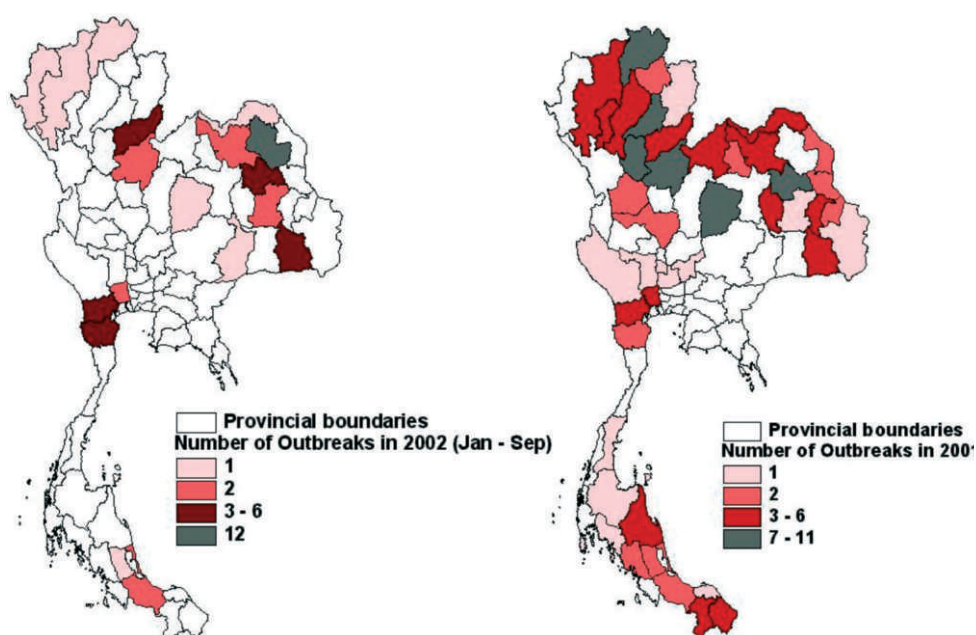 Provincial boundaries
Number of Outbreaks in 2002 (Jan - Sep)
1
2
3 - 6
12
Provincial boundaries
Number of Outbreaks in 2001
1
2
3 - 6
7 - 11